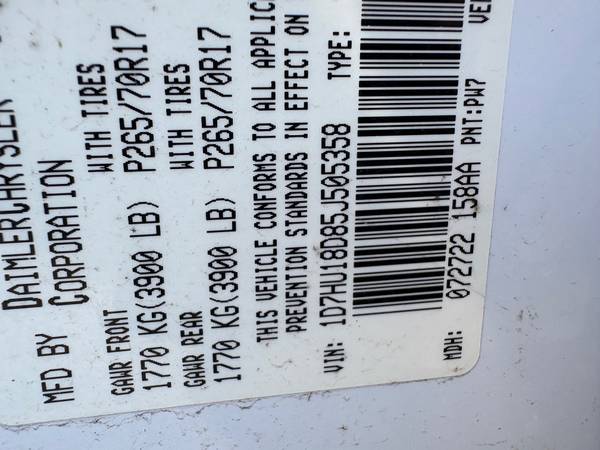 MFD BY DAIMLERCHRYSLER
CORPORATION
GAWR FRONT WITH TIRES
1770 KG(3900 LB) P265/70R17
GAWR REAR WITH TIRES
1770 KG(3900 LB) P265/70R17
THIS VEHICLE CONFORMS TO ALL
PREVENTION STANDARDS IN EFFECT ON
VIN: 1D7HU18D85J505358 TYPE:
MDH: 072722 158AA PNT:PW7